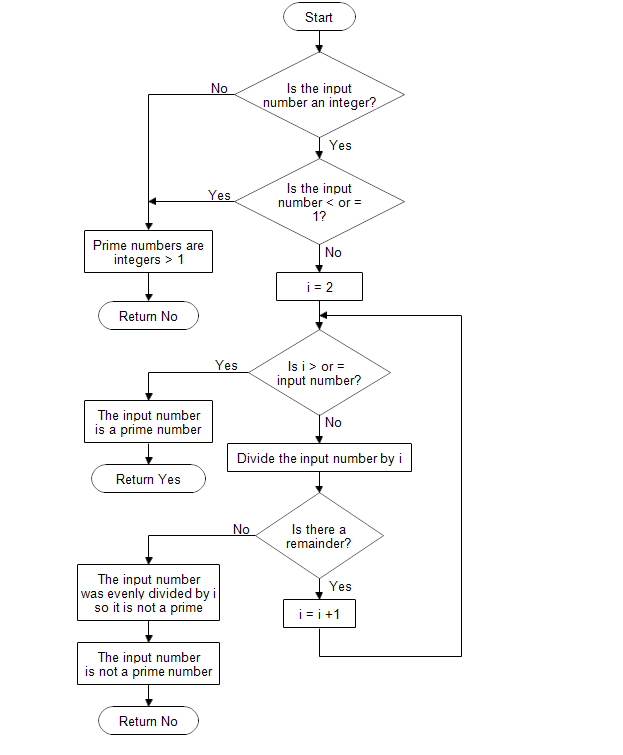 Start
Is the input
number an integer?
No
Yes
Is the input
number < or =
1?
Yes
No
Prime numbers are
integers > 1
i = 2
Return No
Is i > or =
input number?
Yes
No
The input number
is a prime number
Divide the input number by i
Return Yes
Is there a
remainder?
No
Yes
The input number
was evenly divided by i
so it is not a prime
i = i +1
The input number
is not a prime number
Return No